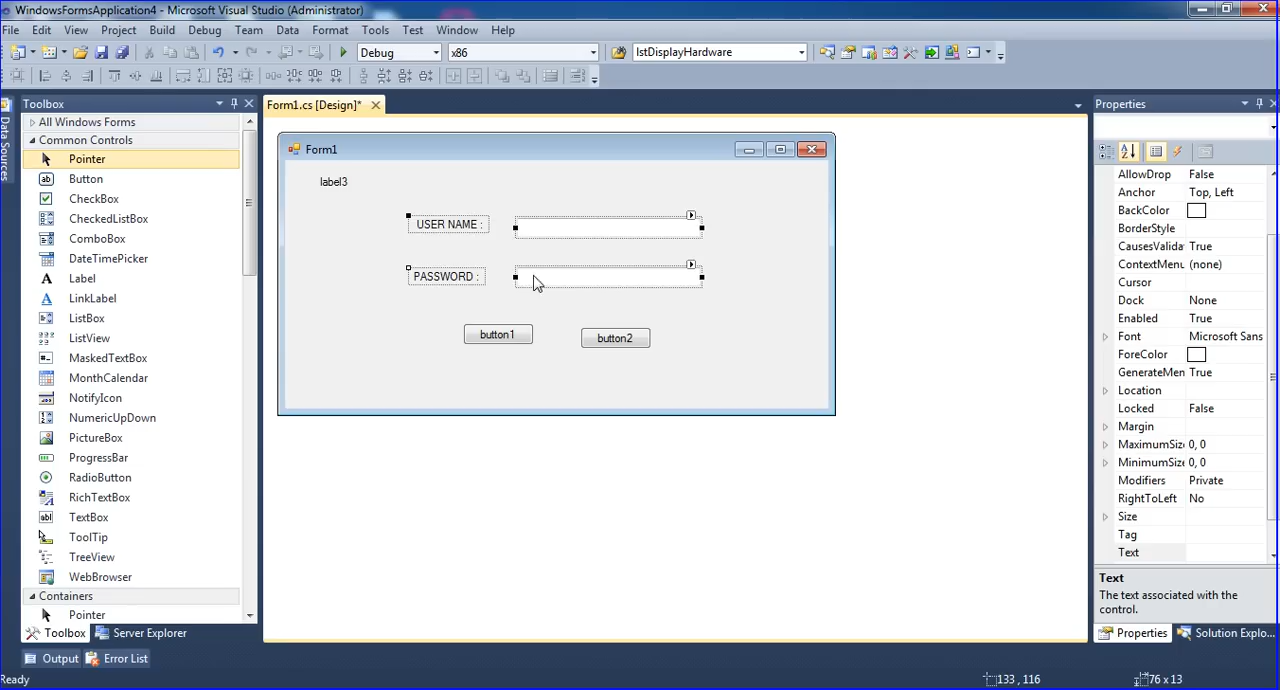 WindowsFormsApplication4 - Microsoft Visual Studio (Administrator)
File Edit View Project Build Debug Team Data Format Tools Test Window Help
Debug x86 lstDisplayHardware
Toolbox
Form1.cs [Design]*
Properties
Data Sources
All Windows Forms
Common Controls
Pointer
Button
CheckBox
CheckedListBox
ComboBox
DateTimePicker
Label
LinkLabel
ListBox
ListView
MaskedTextBox
MonthCalendar
NotifyIcon
NumericUpDown
PictureBox
ProgressBar
RadioButton
RichTextBox
TextBox
ToolTip
TreeView
WebBrowser
Containers
Pointer
Toolbox Server Explorer
Output Error List
Form1
label3
USER NAME :
PASSWORD :
button1 button2
AllowDrop False
Anchor Top, Left
BackColor
BorderStyle
CausesValida True
ContextMenu (none)
Cursor
Dock None
Enabled True
Font Microsoft Sans
ForeColor
GenerateMen True
Location
Locked False
Margin
MaximumSiz 0, 0
MinimumSize 0, 0
Modifiers Private
RightToLeft No
Size
Tag
Text
Text
The text associated with the
control.
Properties Solution Explo...
Ready 133 , 116 76 x 13